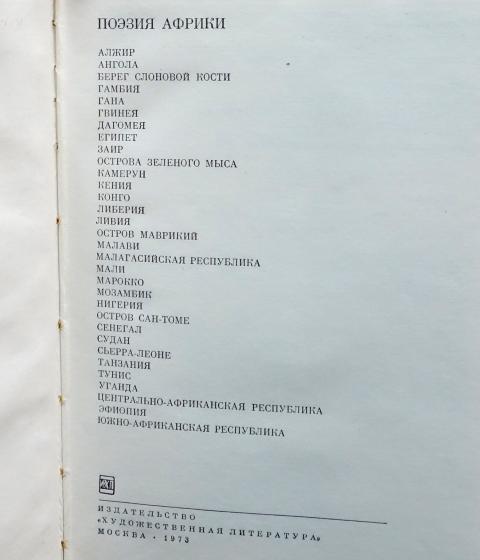 ПОЭЗИЯ АФРИКИ
АЛЖИР
АНГОЛА
БЕРЕГ СЛОНОВОЙ КОСТИ
ГАМБИЯ
ГАНА
ГВИНЕЯ
ДАГОМЕЯ
ЕГИПЕТ
ЗАИР
ОСТРОВА ЗЕЛЕНОГО МЫСА
КАМЕРУН
КЕНИЯ
КОНГО
ЛИБЕРИЯ
ЛИВИЯ
ОСТРОВ МАВРИКИЙ
МАЛАВИ
МАЛАГАСИЙСКАЯ РЕСПУБЛИКА
МАЛИ
МАРОККО
МОЗАМБИК
НИГЕРИЯ
ОСТРОВ САН-ТОМЕ
СЕНЕГАЛ
СУДАН
СЬЕРРА-ЛЕОНЕ
ТАНЗАНИЯ
ТУНИС
УГАНДА
ЦЕНТРАЛЬНО-АФРИКАНСКАЯ РЕСПУБЛИКА
ЭФИОПИЯ
ЮЖНО-АФРИКАНСКАЯ РЕСПУБЛИКА
ИЗДАТЕЛЬСТВО
«ХУДОЖЕСТВЕННАЯ ЛИТЕРАТУРА»
МОСКВА · 1973